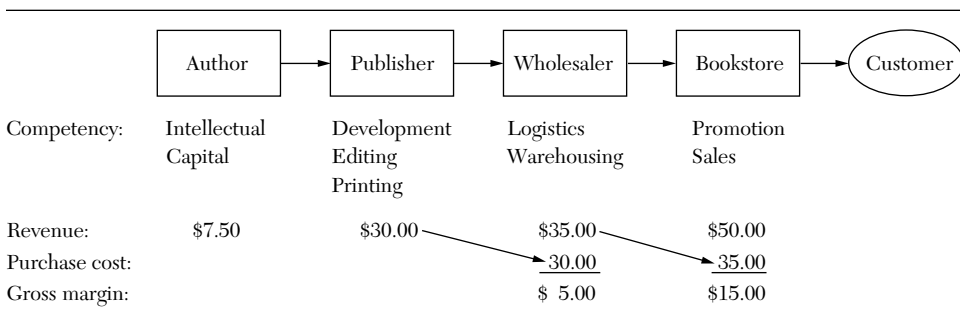 Author Publisher Wholesaler Bookstore Customer
Competency: Intellectual Development Logistics Promotion
Capital Editing Warehousing Sales
Printing
Revenue: $7.50 $30.00 $35.00 $50.00
Purchase cost: 30.00 35.00
Gross margin: $ 5.00 $15.00